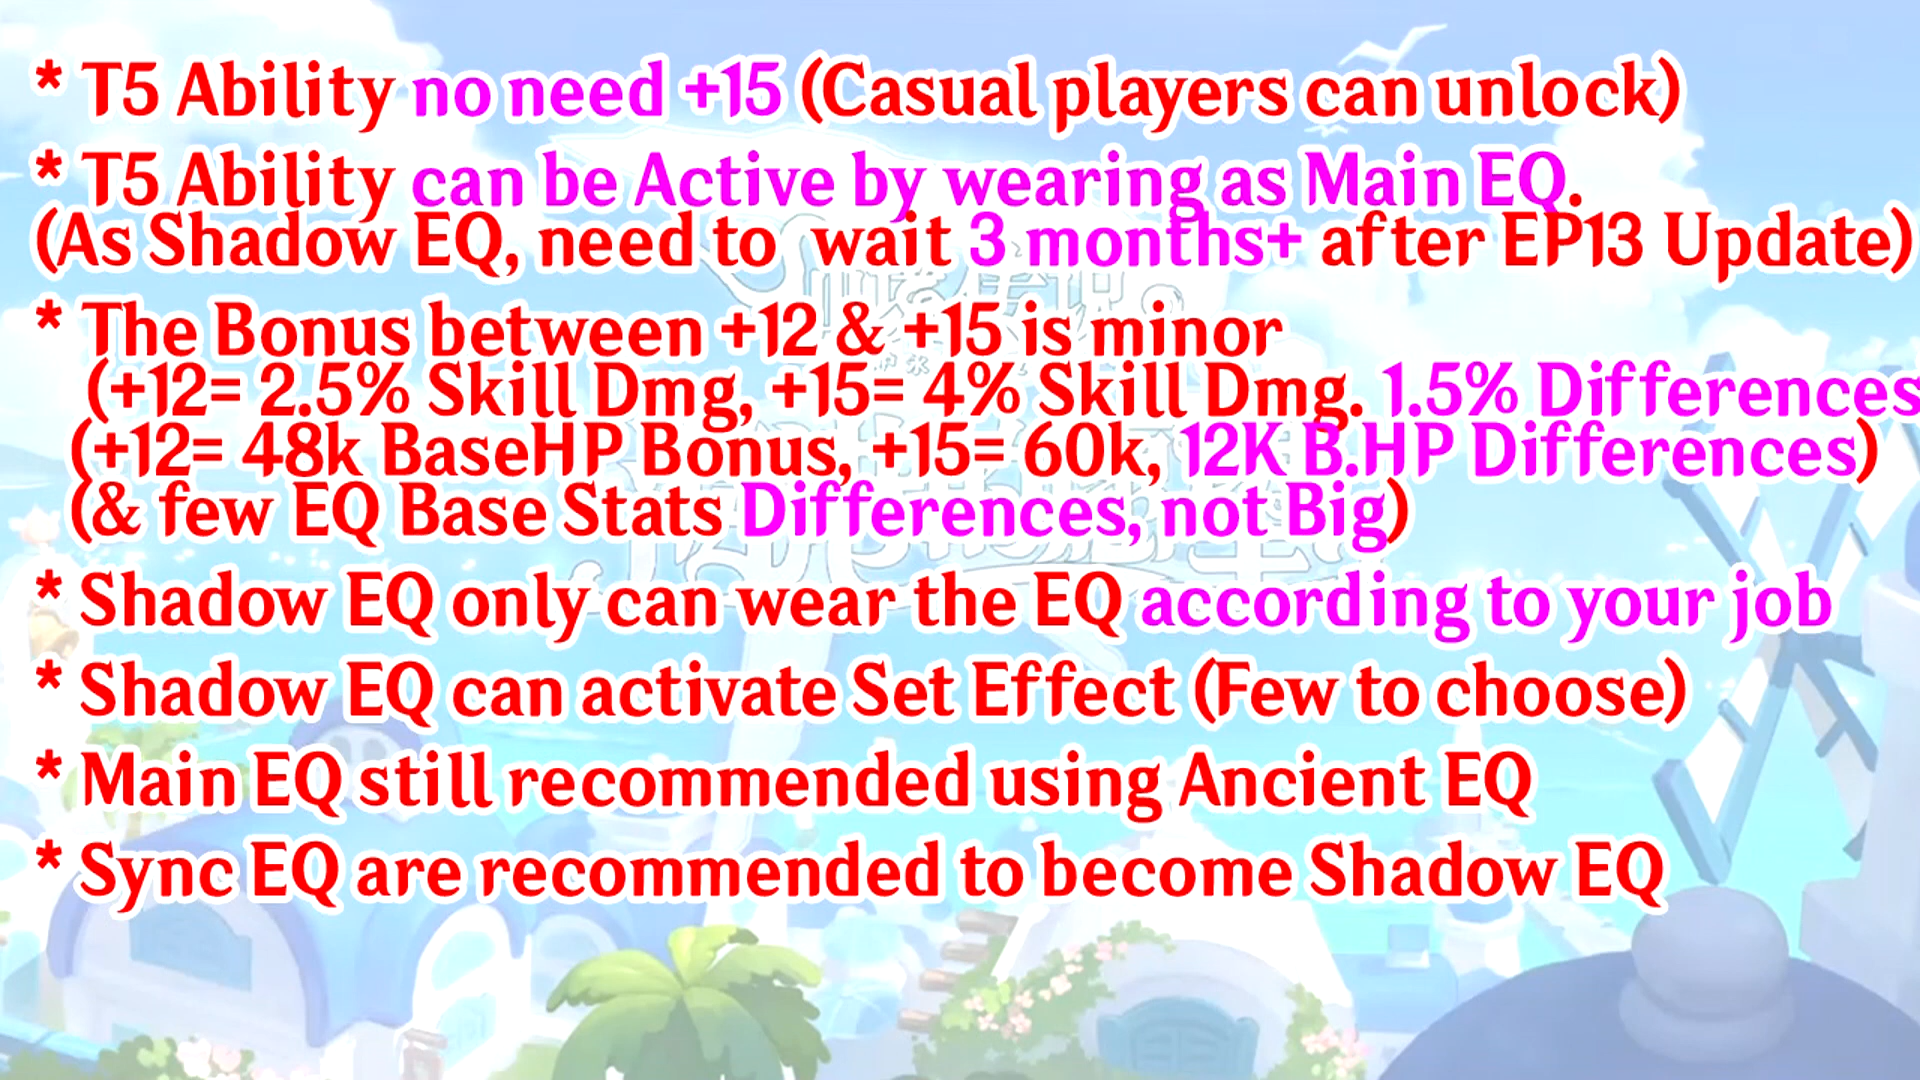 * T5 Ability no need +15 (Casual players can unlock)
* T5 Ability can be Active by wearing as Main EQ.
(As Shadow EQ, need to wait 3 months+ after EP13 Update)
* The Bonus between +12 & +15 is minor
(+12= 2.5% Skill Dmg, +15= 4% Skill Dmg. 1.5% Differences
(+12= 48k BaseHP Bonus, +15= 60k, 12K B.HP Differences)
(& few EQ Base Stats Differences, not Big)
* Shadow EQ only can wear the EQ according to your job
* Shadow EQ can activate Set Effect (Few to choose)
* Main EQ still recommended using Ancient EQ
* Sync EQ are recommended to become Shadow EQ